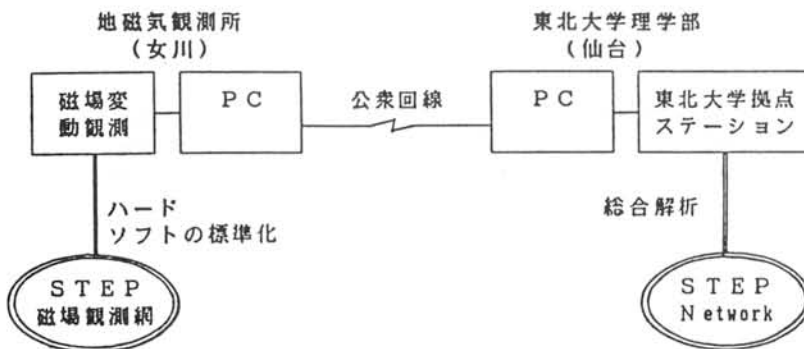 地磁気観測所
(女川)
東北大学理学部
(仙台)
磁場変
動観測
PC
公衆回線
PC
東北大学拠点
ステーション
ハード
ソフトの標準化
総合解析
STEP
磁場観測網
STEP
Network